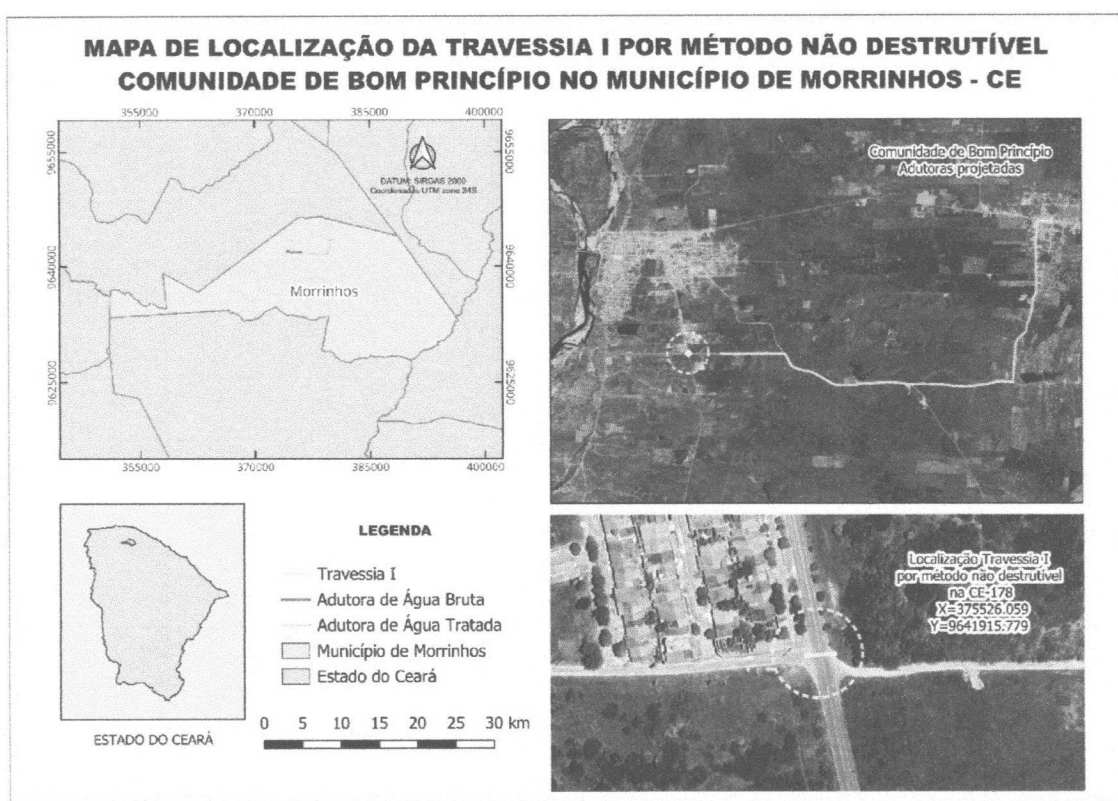 MAPA DE LOCALIZAÇÃO DA TRAVESSIA I POR MÉTODO NÃO DESTRUTÍVEL
COMUNIDADE DE BOM PRINCÍPIO NO MUNICÍPIO DE MORRINHOS - CE
355000 370000 385000 400000
9655000 9655000
DATUM: SIRGAS 2000
Coordenadas UTM zone 24S
9640000 9640000
Morrinhos
9625000 9625000
355000 370000 385000 400000
Comunidade de Bom Princípio
Adutoras projetadas
ESTADO DO CEARÁ
LEGENDA
Travessia I
Adutora de Água Bruta
Adutora de Água Tratada
Município de Morrinhos
Estado do Ceará
0 5 10 15 20 25 30 km
Localização Travessia I
por método não destrutível
na CE-178
X=375526.059
Y=9641915.779